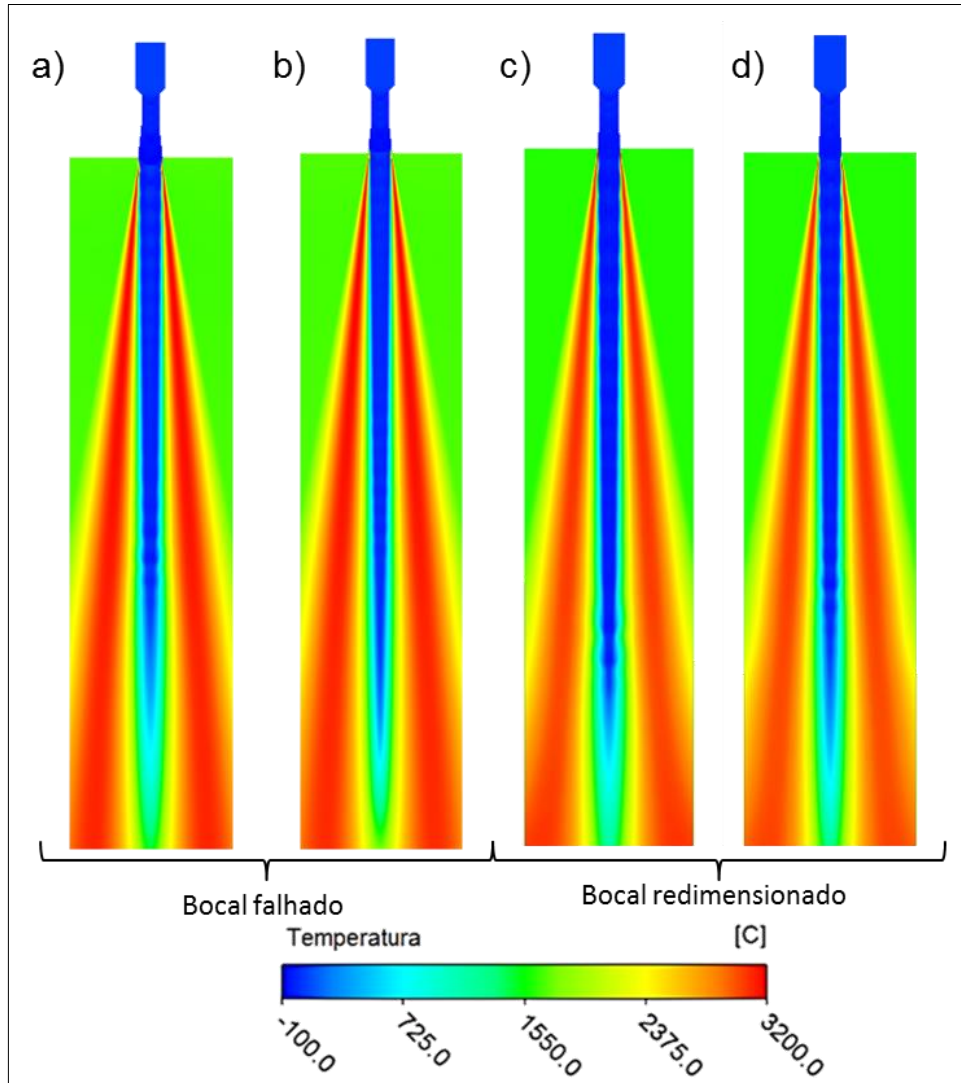 a)
b)
c)
d)
Bocal falhado
Bocal redimensionado
Temperatura
[C]
-100.0
725.0
1550.0
2375.0
3200.0